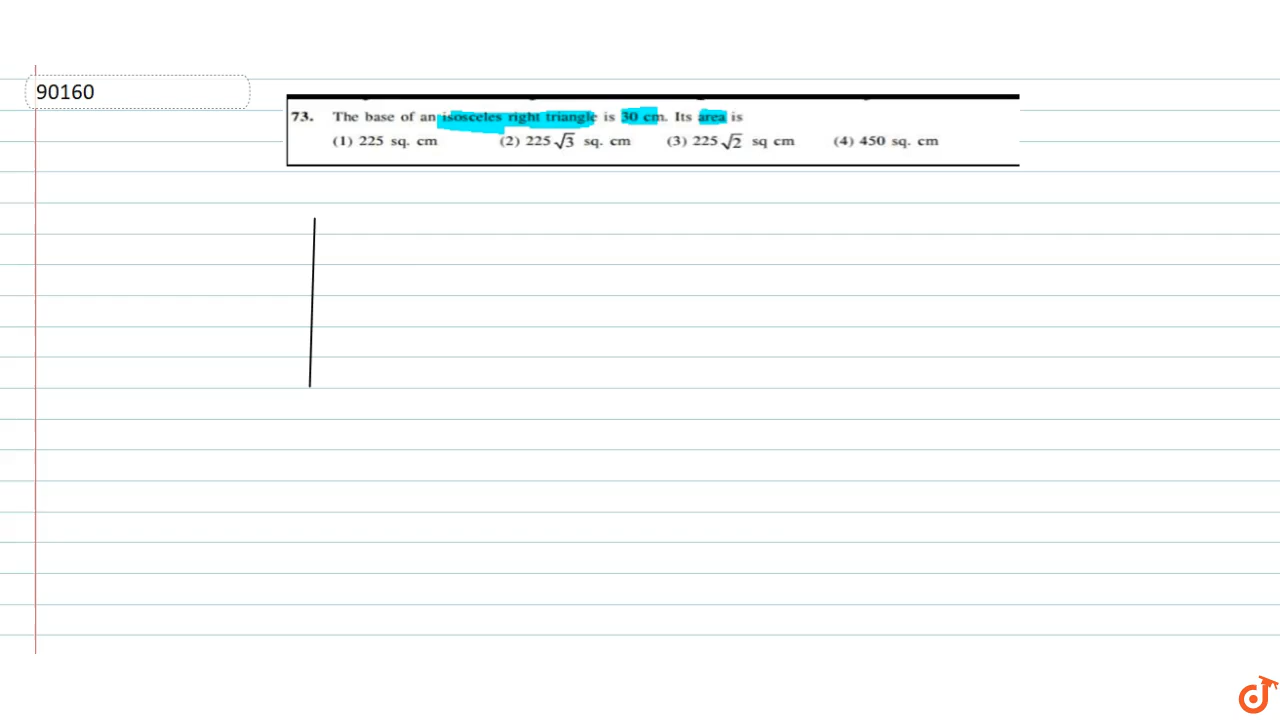 90160
73. The base of an isosceles right triangle is 30 cm. Its area is
(1) 225 sq. cm (2) 225√3 sq. cm (3) 225√2 sq cm (4) 450 sq. cm